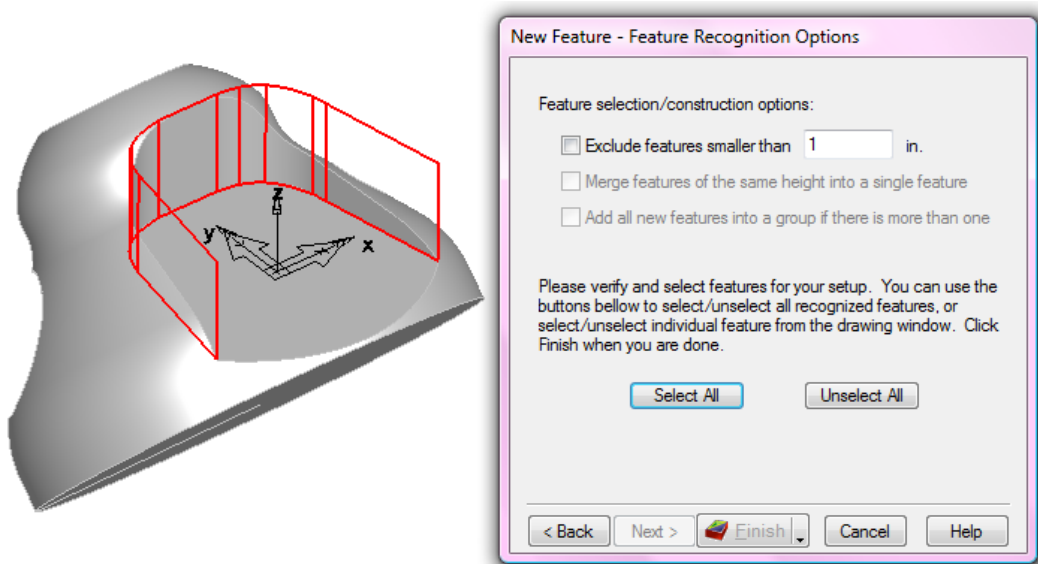 New Feature - Feature Recognition Options
Feature selection/construction options:
Exclude features smaller than 1 in.
Merge features of the same height into a single feature
Add all new features into a group if there is more than one
z
y
x
Please verify and select features for your setup. You can use the
buttons bellow to select/unselect all recognized features, or
select/unselect individual feature from the drawing window. Click
Finish when you are done.
Select All
Unselect All
< Back
Next >
Finish
Cancel
Help